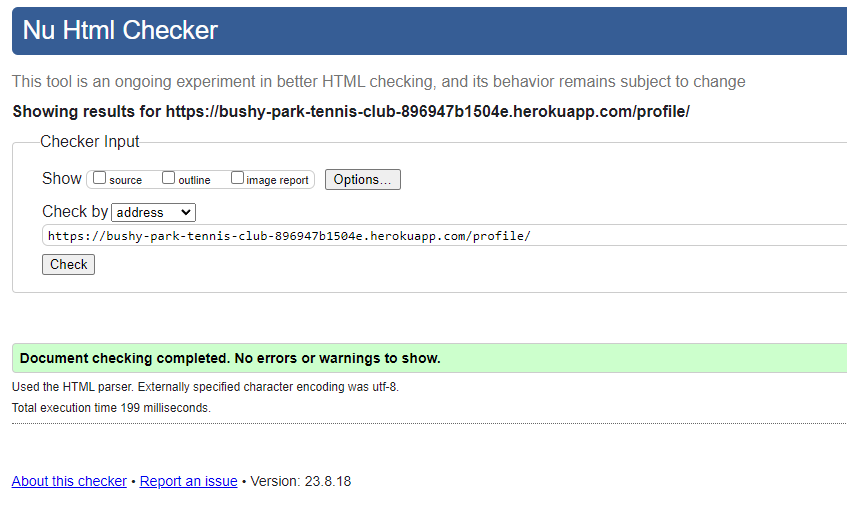 Nu Html Checker
This tool is an ongoing experiment in better HTML checking, and its behavior remains subject to change
Showing results for https://bushy-park-tennis-club-896947b1504e.herokuapp.com/profile/
Checker Input
Show source outline image report Options...
Check by address
https://bushy-park-tennis-club-896947b1504e.herokuapp.com/profile/
Check
Document checking completed. No errors or warnings to show.
Used the HTML parser. Externally specified character encoding was utf-8.
Total execution time 199 milliseconds.
About this checker • Report an issue • Version: 23.8.18